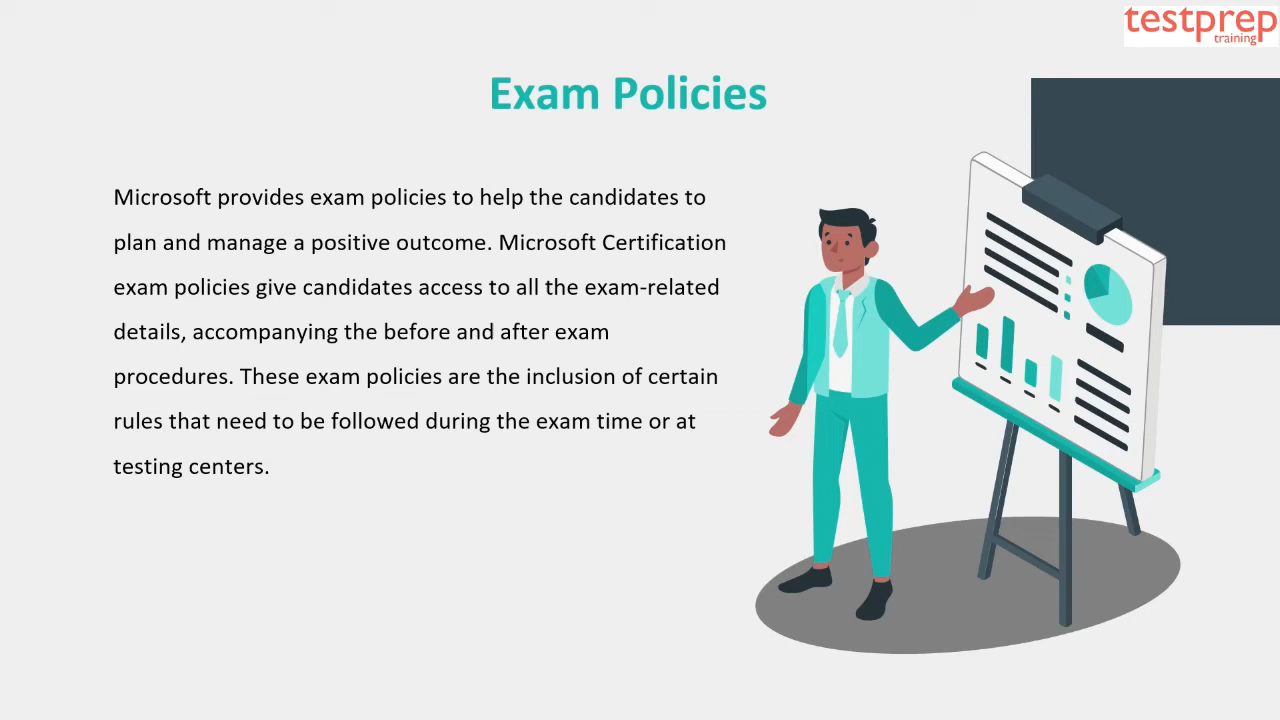 testprep
training
Exam Policies
Microsoft provides exam policies to help the candidates to
plan and manage a positive outcome. Microsoft Certification
exam policies give candidates access to all the exam-related
details, accompanying the before and after exam
procedures. These exam policies are the inclusion of certain
rules that need to be followed during the exam time or at
testing centers.